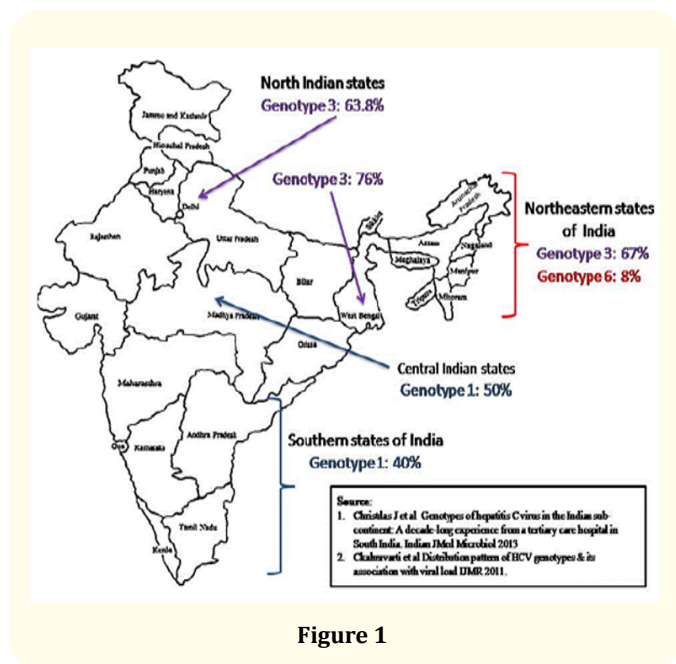 North Indian states
Genotype 3: 63.8%
Jammu and Kashmir
Himachal Pradesh
Punjab
Haryana
Delhi
Genotype 3: 76%
Arunachal
Pradesh
Northeastern states
of India
Genotype 3: 67%
Genotype 6: 8%
Rajasthan
Uttar Pradesh
Sikkim
Assam
Nagaland
Meghalaya
Manipur
Bihar
Tripura
Mizoram
Gujarat
Madhya Pradesh
West Bengal
Orissa
Central Indian states
Genotype 1: 50%
Maharashtra
Andhra Pradesh
Southern states of India
Genotype 1: 40%
Goa
Karnataka
Tamil Nadu
Kerala
Source:
1. Christdas J et al Genotypes of hepatitis C virus in the Indian sub-
continent: A decade-long experience from a tertiary care hospital in
South India. Indian J Mol Microbiol 2013
2. Ckahravarti et al Distribution pattern of HCV genotypes & its
association with viral load IJMR 2011.
Figure 1